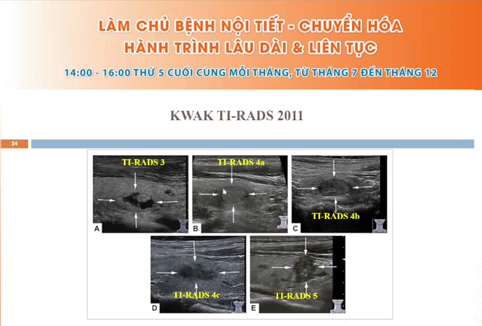 LÀM CHỦ BỆNH NỘI TIẾT - CHUYỂN HÓA
HÀNH TRÌNH LÂU DÀI & LIÊN TỤC
14:00 - 16:00 THỨ 5 CUỐI CÙNG MỖI THÁNG, TỪ THÁNG 7 ĐẾN THÁNG 12
KWAK TI-RADS 2011
24
TI-RADS 3
TI-RADS 4a
TI-RADS 4b
A
B
C
TI-RADS 4c
TI-RADS 5
D
E